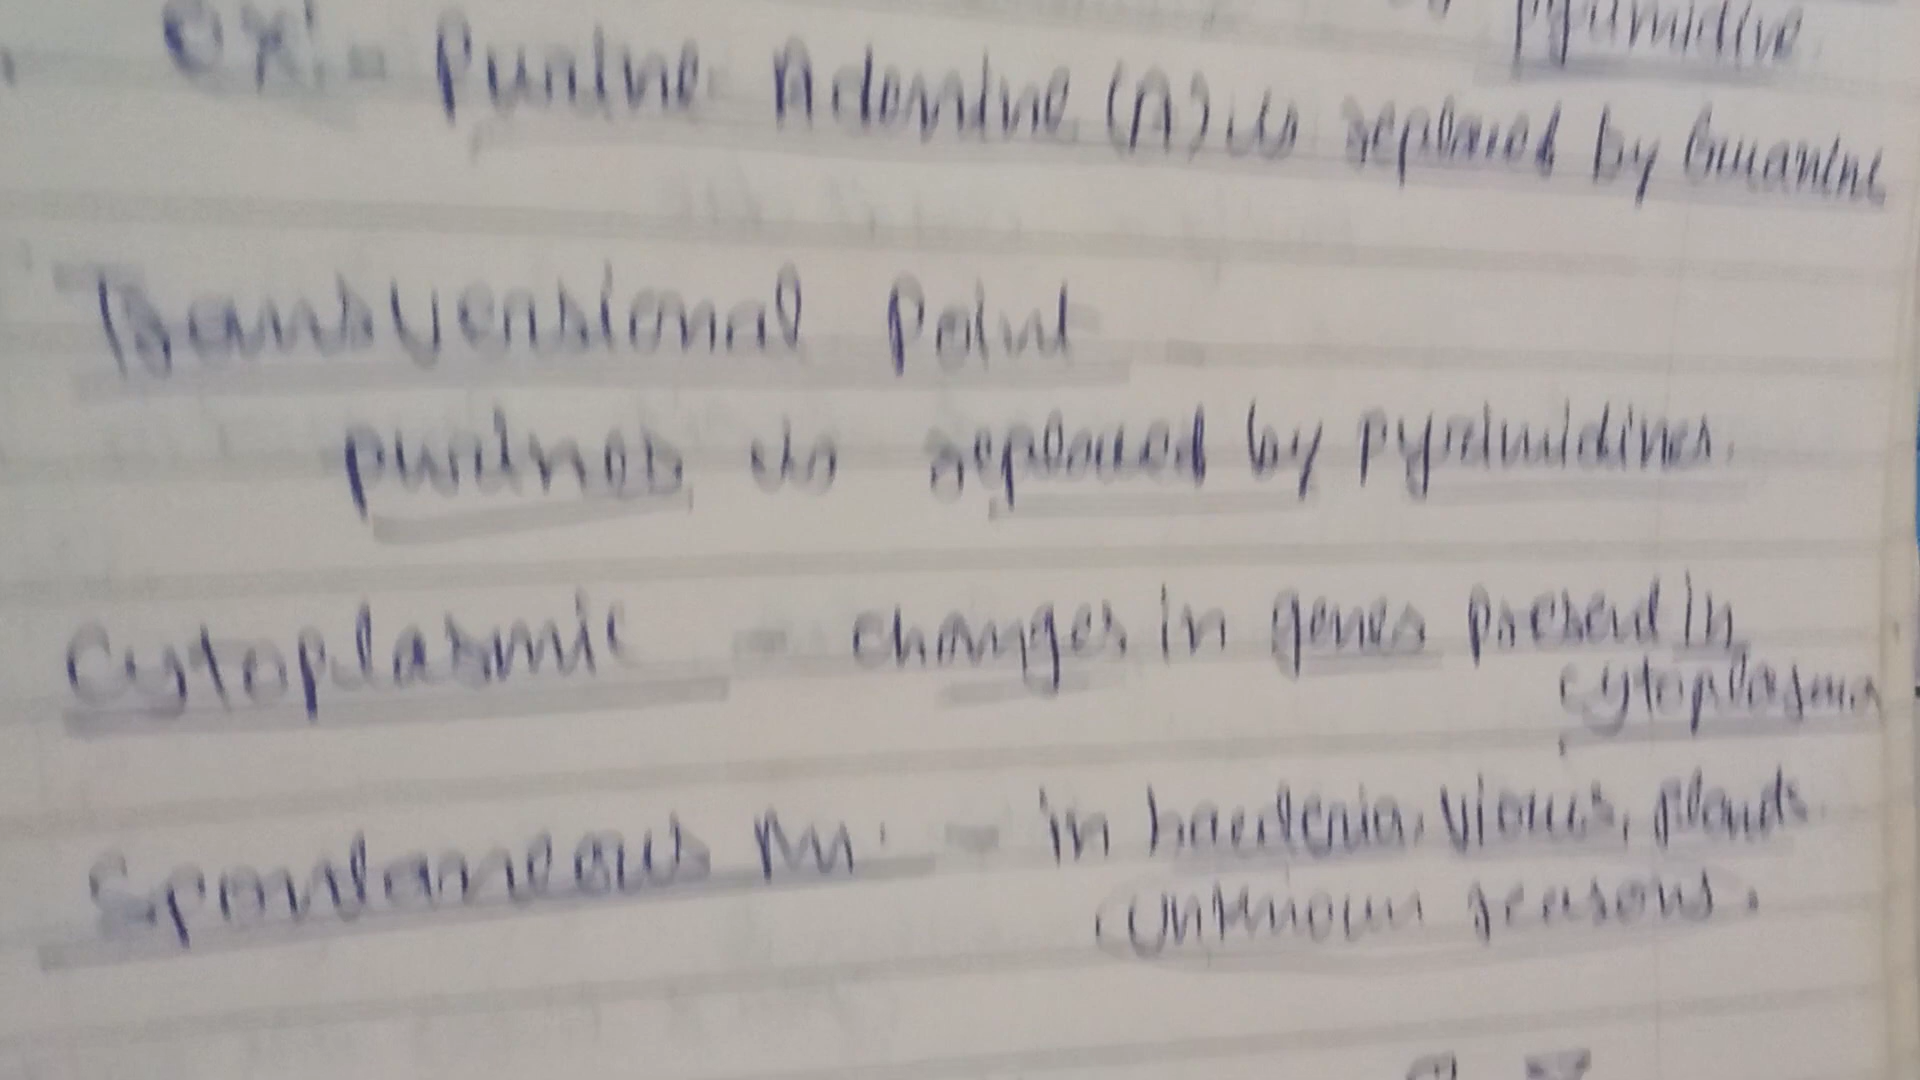 pyrimidine.
ex:- Purine Adenine (A) is replaced by Guanine
Transversional Point
purines is replaced by pyrimidines.
Cytoplasmic - changes in genes present in
cytoplasma
Spontaneous M. - in bacteria, virus, plants
(unknown reasons.